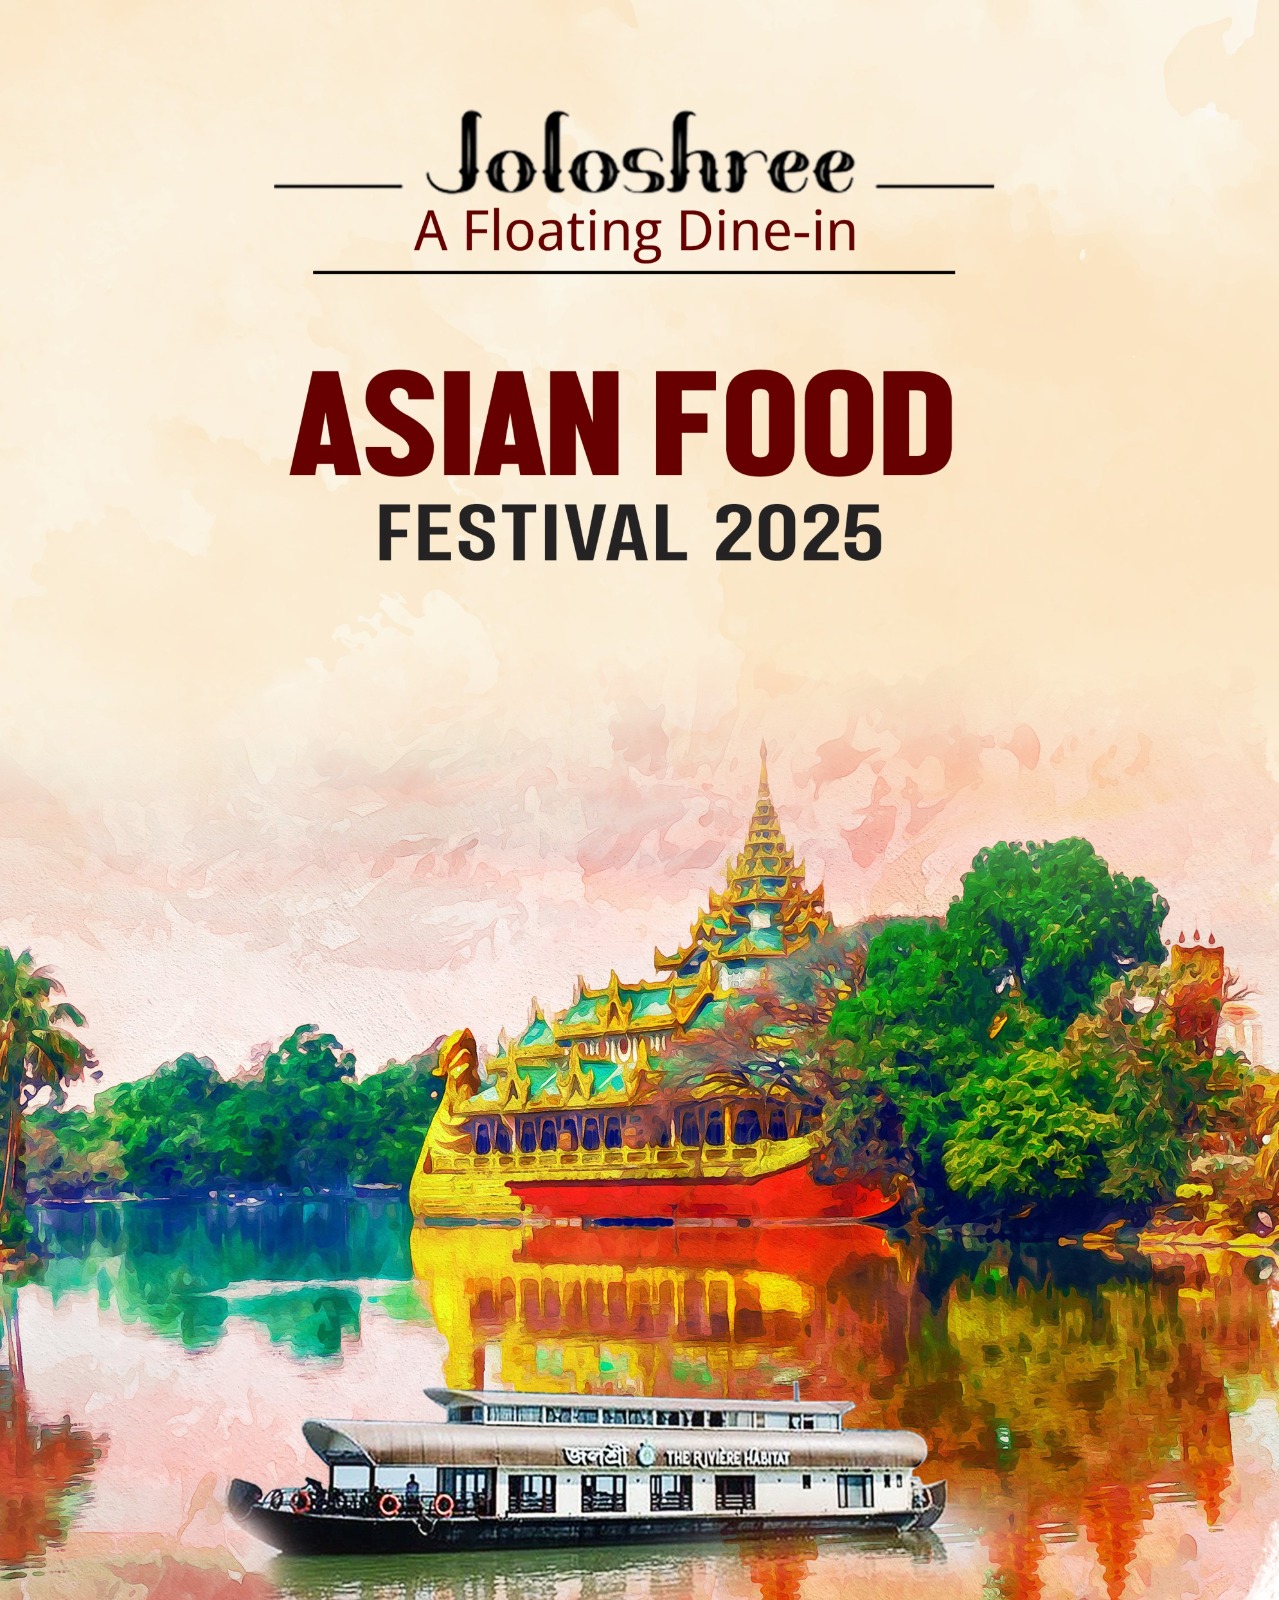 Joloshree
A Floating Dine-in
ASIAN FOOD
FESTIVAL 2025
জলশ্রী THE RIVIÈRE HABITAT